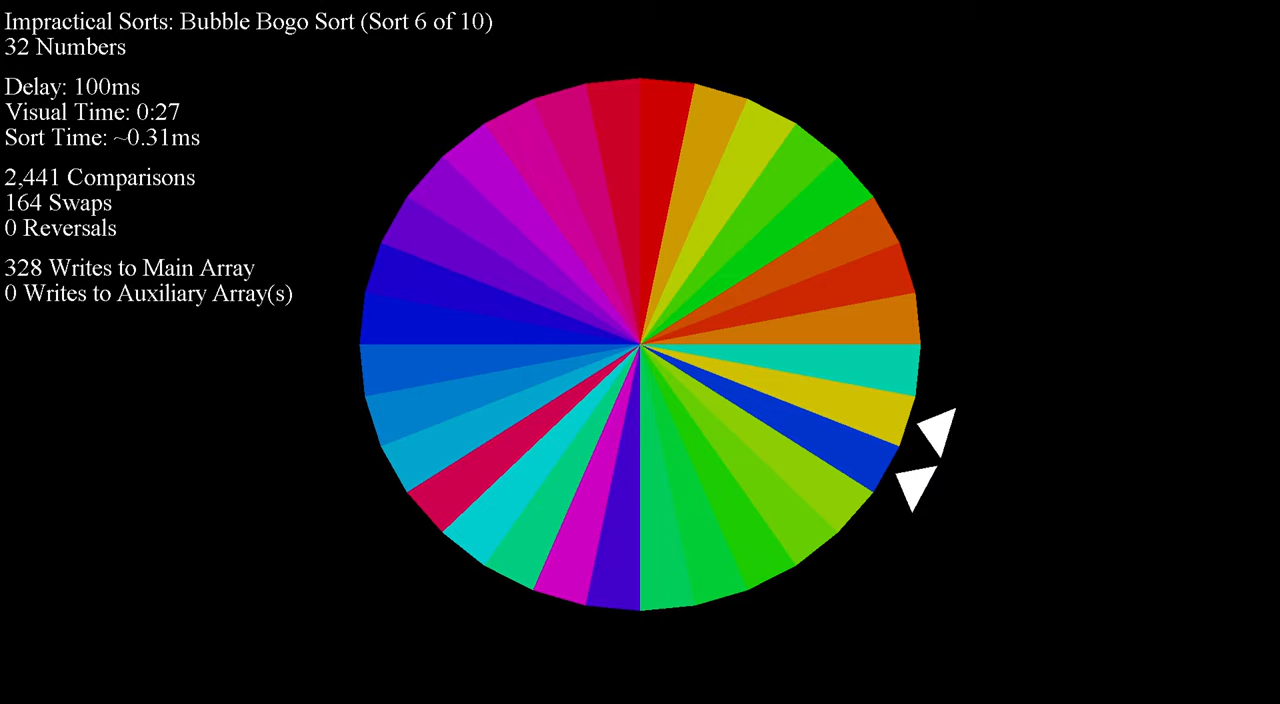 Impractical Sorts: Bubble Bogo Sort (Sort 6 of 10)
32 Numbers
Delay: 100ms
Visual Time: 0:27
Sort Time: ~0.31ms
2,441 Comparisons
164 Swaps
0 Reversals
328 Writes to Main Array
0 Writes to Auxiliary Array(s)